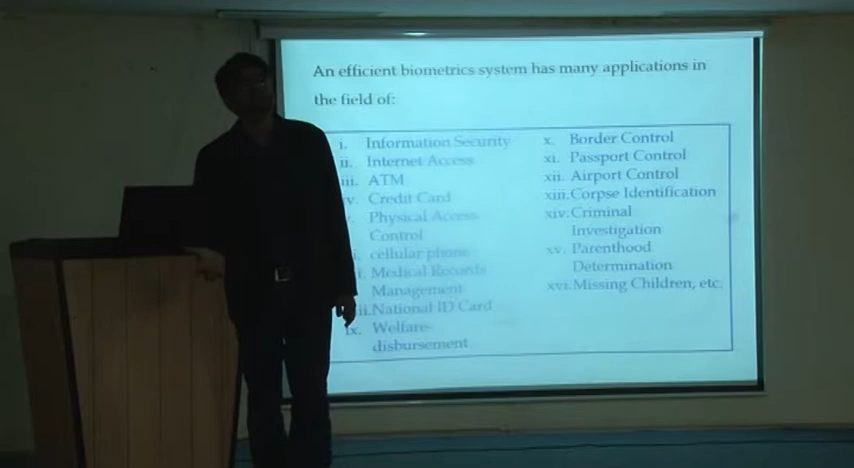 An efficient biometrics system has many applications in
the field of:
i. Information Security
ii. Internet Access
iii. ATM
v. Credit Card
Physical Access
Control
cellular phone
Medical Records
Management
ii. National ID Card
ix. Welfare-
disbursement
x. Border Control
xi. Passport Control
xii. Airport Control
xiii. Corpse Identification
xiv. Criminal
Investigation
xv. Parenthood
Determination
xvi. Missing Children, etc.